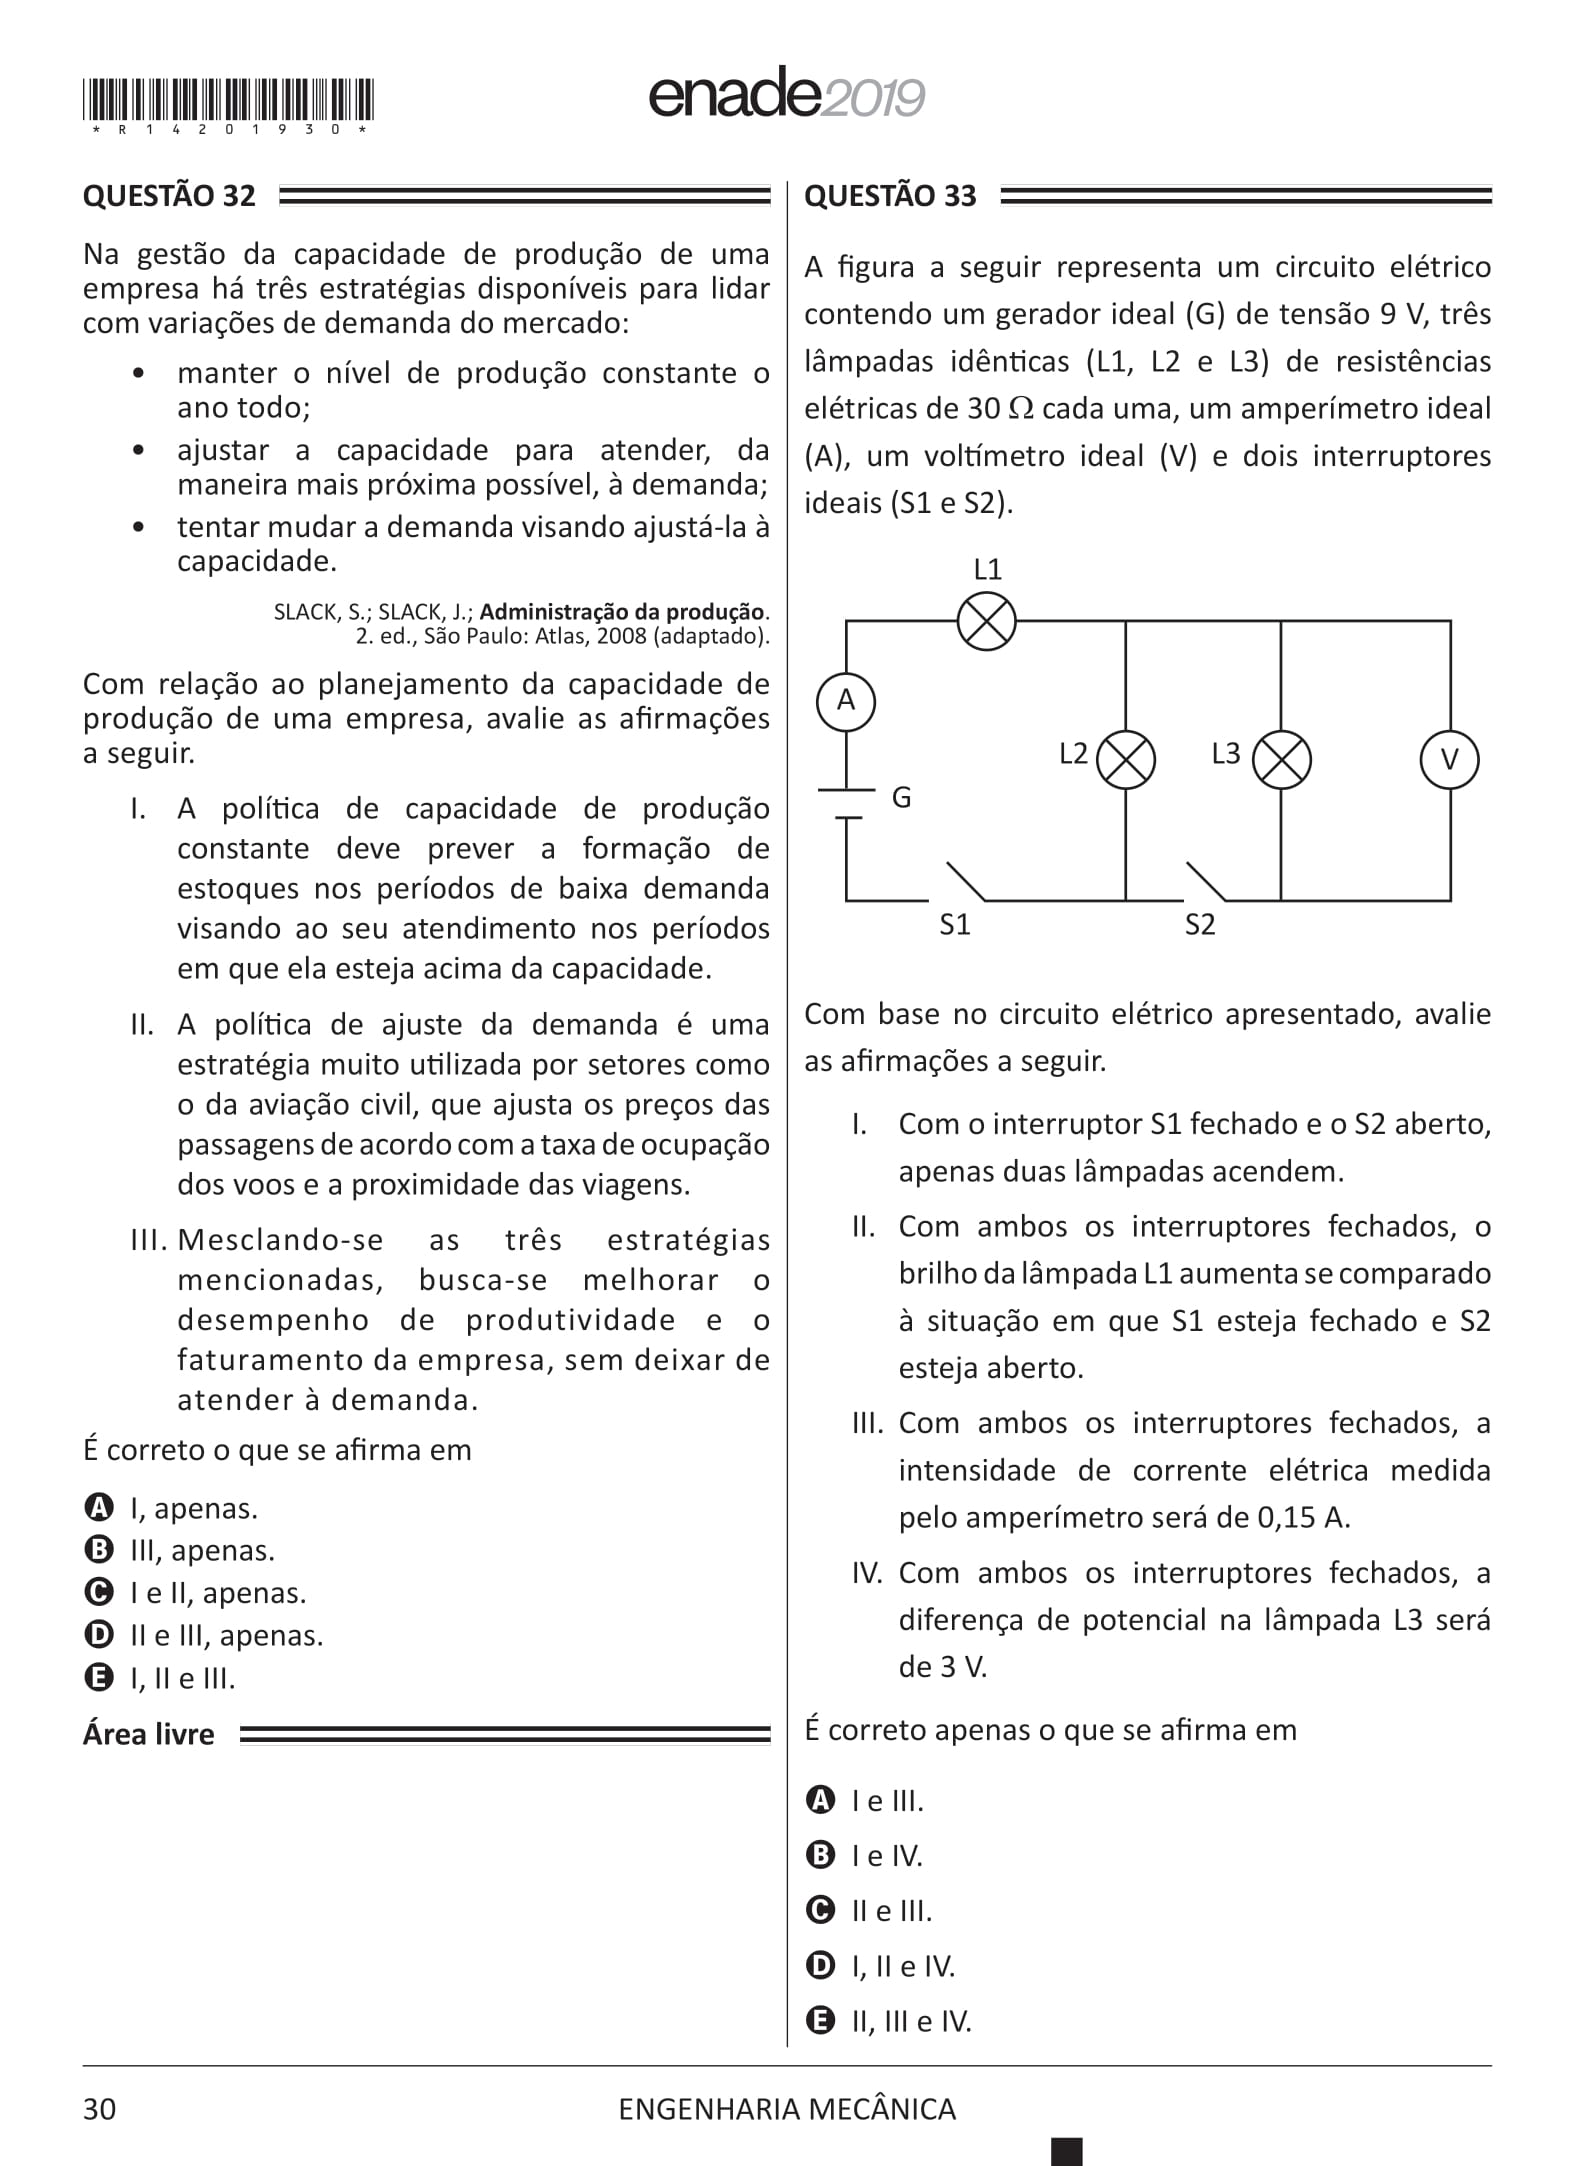 *R14201930*
enade2019
QUESTÃO 32
Na gestão da capacidade de produção de uma
empresa há três estratégias disponíveis para lidar
com variações de demanda do mercado:
• manter o nível de produção constante o
ano todo;
• ajustar a capacidade para atender, da
maneira mais próxima possível, à demanda;
• tentar mudar a demanda visando ajustá-la à
capacidade.
SLACK, S.; SLACK, J.; Administração da produção.
2. ed., São Paulo: Atlas, 2008 (adaptado).
Com relação ao planejamento da capacidade de
produção de uma empresa, avalie as afirmações
a seguir.
I. A política de capacidade de produção
constante deve prever a formação de
estoques nos períodos de baixa demanda
visando ao seu atendimento nos períodos
em que ela esteja acima da capacidade.
II. A política de ajuste da demanda é uma
estratégia muito utilizada por setores como
o da aviação civil, que ajusta os preços das
passagens de acordo com a taxa de ocupação
dos voos e a proximidade das viagens.
III. Mesclando-se as três estratégias
mencionadas, busca-se melhorar o
desempenho de produtividade e o
faturamento da empresa, sem deixar de
atender à demanda.
É correto o que se afirma em
A I, apenas.
B III, apenas.
C I e II, apenas.
D II e III, apenas.
E I, II e III.
Área livre
QUESTÃO 33
A figura a seguir representa um circuito elétrico
contendo um gerador ideal (G) de tensão 9 V, três
lâmpadas idênticas (L1, L2 e L3) de resistências
elétricas de 30 Ω cada uma, um amperímetro ideal
(A), um voltímetro ideal (V) e dois interruptores
ideais (S1 e S2).
L1
A
L2
L3
V
G
S1
S2
Com base no circuito elétrico apresentado, avalie
as afirmações a seguir.
I. Com o interruptor S1 fechado e o S2 aberto,
apenas duas lâmpadas acendem.
II. Com ambos os interruptores fechados, o
brilho da lâmpada L1 aumenta se comparado
à situação em que S1 esteja fechado e S2
esteja aberto.
III. Com ambos os interruptores fechados, a
intensidade de corrente elétrica medida
pelo amperímetro será de 0,15 A.
IV. Com ambos os interruptores fechados, a
diferença de potencial na lâmpada L3 será
de 3 V.
É correto apenas o que se afirma em
A I e III.
B I e IV.
C II e III.
D I, II e IV.
E II, III e IV.
30
ENGENHARIA MECÂNICA